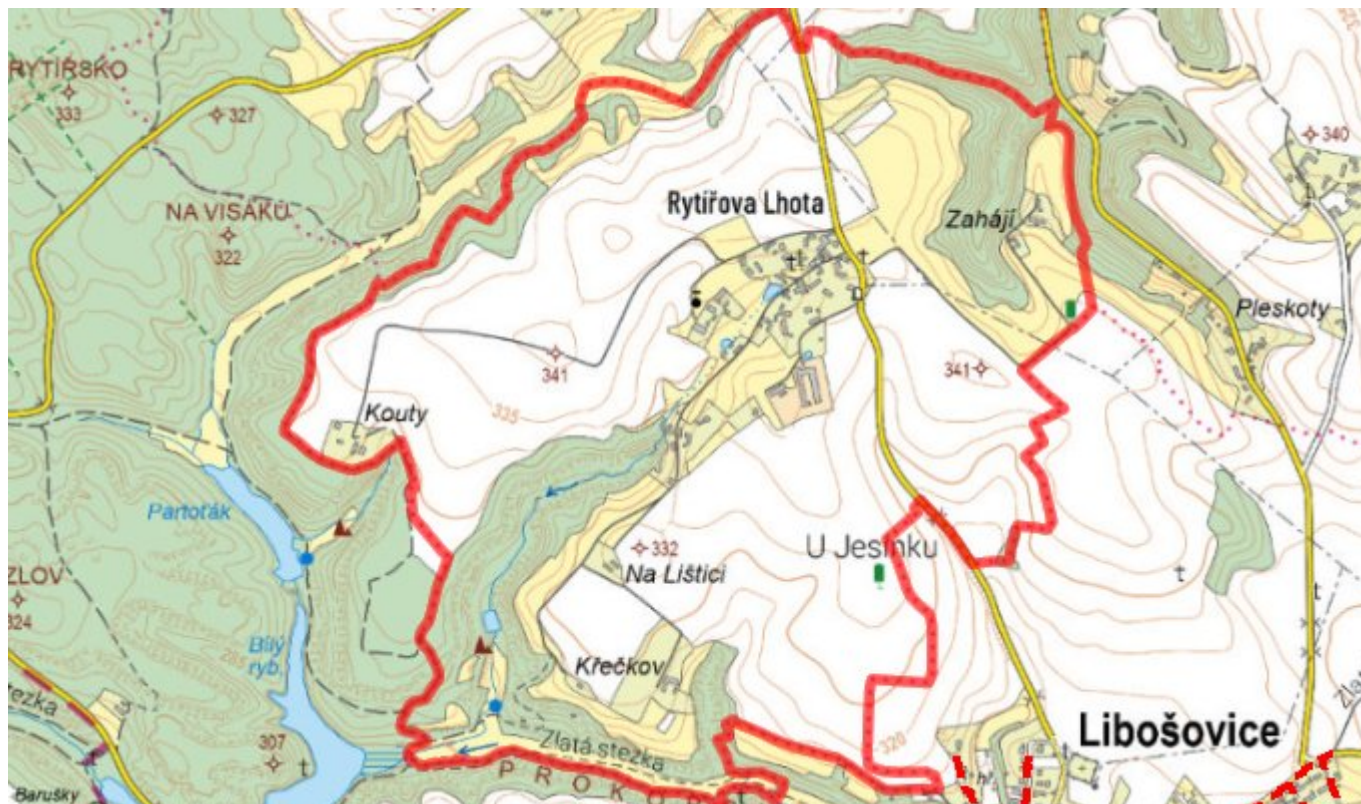 RYTÍŘSKO
333
327
340
NA VISÁKU
322
Rytířova Lhota
Zahájí
Pleskoty
341
341
335
Kouty
Partoťák
U Jesínku
332
Na Lištici
ZLOV
324
Bílý
ryb.
Křečkov
307
Zlatá stezka
320
Libošovice
PROKOP
Barušky